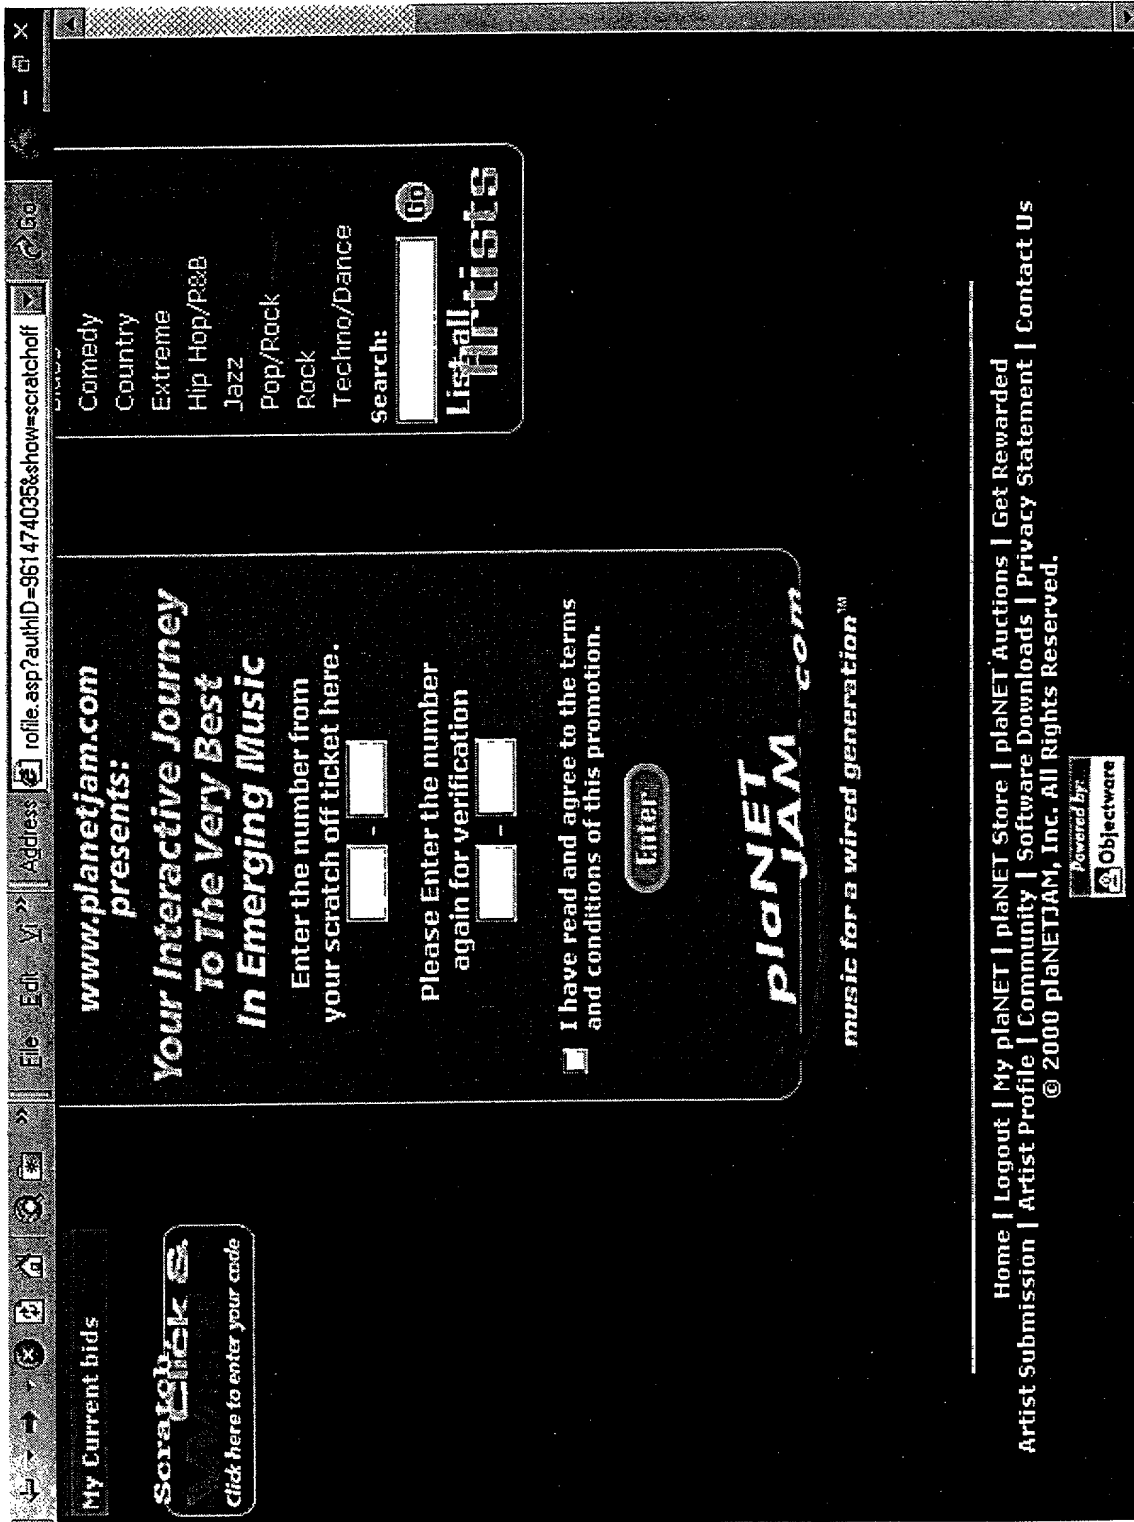 File Edit Vi » Address rofile.asp?authID=961474035&show=scratchoff Go
My Current bids
Scratch,
Click &
Click here to enter your code
www.planetjam.com
presents:
Your Interactive Journey
To The Very Best
In Emerging Music
Enter the number from
your scratch off ticket here.
-
Please Enter the number
again for verification
-
I have read and agree to the terms
and conditions of this promotion.
Enter
plaNET
JAM com
music for a wired generation™
Comedy
Country
Extreme
Hip Hop/R&B
Jazz
Pop/Rock
Rock
Techno/Dance
Search:
Go
List all
Artists
Home | Logout | My plaNET | plaNET Store | plaNET Auctions | Get Rewarded
Artist Submission | Artist Profile | Community | Software Downloads | Privacy Statement | Contact Us
© 2000 plaNETJAM, Inc. All Rights Reserved.
Powered by:
Objectware